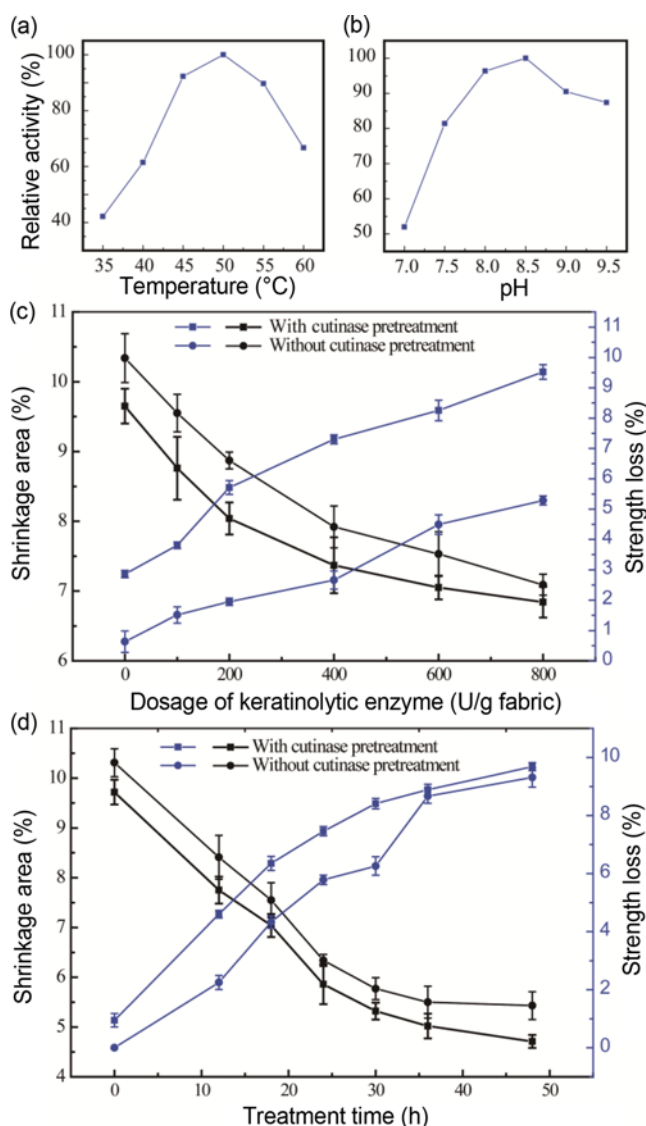 (a)
(b)
Relative activity (%)
100
80
60
40
35 40 45 50 55 60
Temperature (°C)
100
90
80
70
60
50
7.0 7.5 8.0 8.5 9.0 9.5
pH
(c)
With cutinase pretreatment
Without cutinase pretreatment
Shrinkage area (%)
11
10
9
8
7
6
Strength loss (%)
11
10
9
8
7
6
5
4
3
2
1
0
0 200 400 600 800
Dosage of keratinolytic enzyme (U/g fabric)
(d)
With cutinase pretreatment
Without cutinase pretreatment
Shrinkage area (%)
11
10
9
8
7
6
5
4
Strength loss (%)
10
8
6
4
2
0
0 10 20 30 40 50
Treatment time (h)